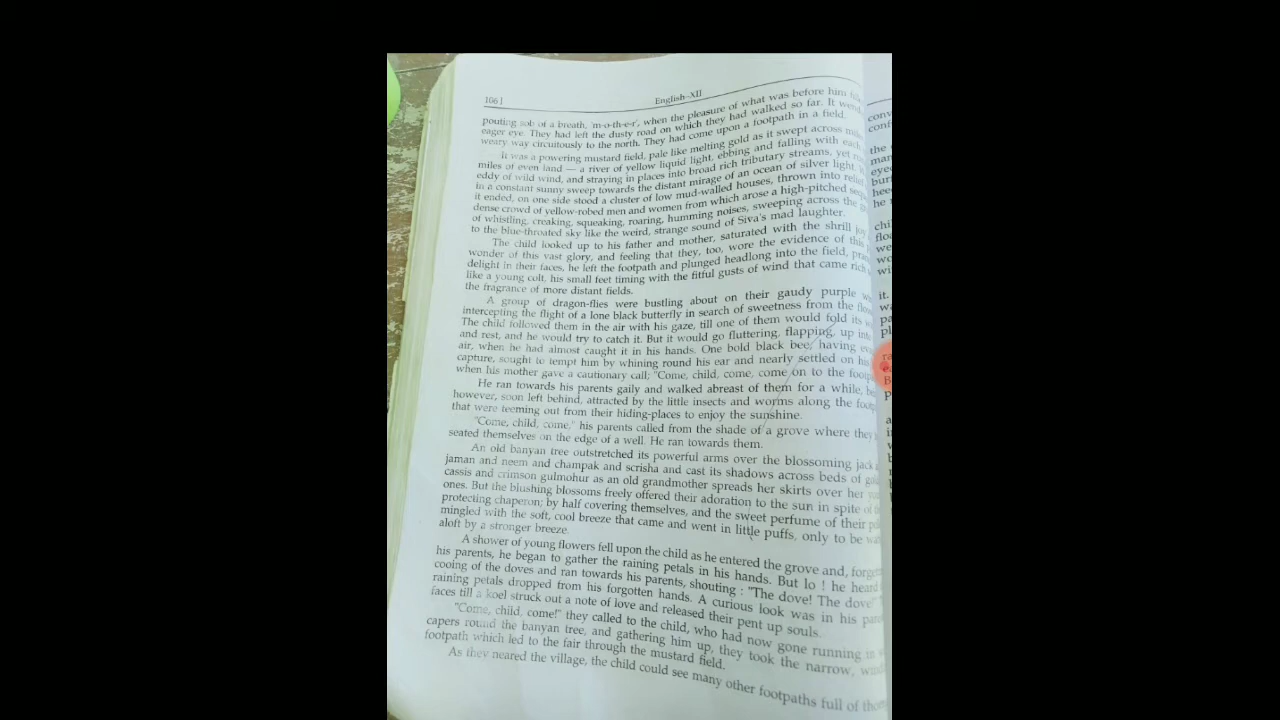 106]
English–XII
pouting sob of a breath, 'm-o-th-e-r', when the pleasure of what was before him
eager eye. They had left the dusty road on which they had walked so far. It
weary way circuitously to the north. They had come upon a footpath in a field.
It was a powering mustard field, pale like melting gold as it swept across
miles of even land — a river of yellow liquid light, ebbing and falling with each
eddy of wild wind, and straying in places into broad rich tributary streams, yet
in a constant sunny sweep towards the distant mirage of an ocean of silver light.
it ended, on one side stood a cluster of low mud-walled houses, thrown into
dense crowd of yellow-robed men and women from which arose a high-pitched
of whistling, creaking, squeaking, roaring, humming noises, sweeping across the
to the blue-throated sky like the weird, strange sound of Siva's mad laughter.
The child looked up to his father and mother, saturated with the shrill joy
wonder of this vast glory, and feeling that they, too, wore the evidence of this
delight in their faces, he left the footpath and plunged headlong into the field,
like a young colt, his small feet timing with the fitful gusts of wind that came rich
the fragrance of more distant fields.
A group of dragon-flies were bustling about on their gaudy purple
intercepting the flight of a lone black butterfly in search of sweetness from the
The child followed them in the air with his gaze, till one of them would fold its
and rest, and he would try to catch it. But it would go fluttering, flapping, up
air, when he had almost caught it in his hands. One bold black bee, having
capture, sought to tempt him by whining round his ear and nearly settled on his
when his mother gave a cautionary call; "Come, child, come, come on to the
He ran towards his parents gaily and walked abreast of them for a while,
however, soon left behind, attracted by the little insects and worms along the
that were teeming out from their hiding-places to enjoy the sunshine.
"Come, child, come," his parents called from the shade of a grove where they
seated themselves on the edge of a well. He ran towards them.
An old banyan tree outstretched its powerful arms over the blossoming jack
jaman and neem and champak and scrisha and cast its shadows across beds of
cassis and crimson gulmohur as an old grandmother spreads her skirts over her
ones. But the blushing blossoms freely offered their adoration to the sun in spite of
protecting chaperon; by half covering themselves, and the sweet perfume of their
mingled with the soft, cool breeze that came and went in little puffs, only to be
aloft by a stronger breeze.
A shower of young flowers fell upon the child as he entered the grove and,
his parents, he began to gather the raining petals in his hands. But lo ! he heard
cooing of the doves and ran towards his parents, shouting : "The dove! The dove!"
raining petals dropped from his forgotten hands. A curious look was in his
faces till a koel struck out a note of love and released their pent up souls.
"Come, child, come!" they called to the child, who had now gone running in
capers round the banyan tree, and gathering him up, they took the narrow,
footpath which led to the fair through the mustard field.
As they neared the village, the child could see many other footpaths full of